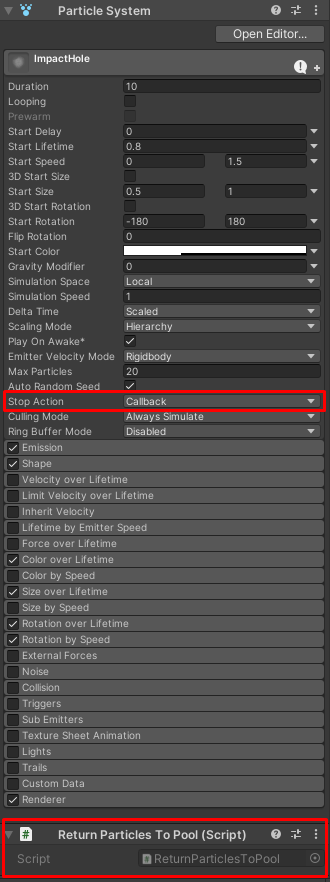 Particle System
Open Editor...
ImpactHole
Duration 10
Looping
Prewarm
Start Delay 0
Start Lifetime 0.8
Start Speed 0 1.5
3D Start Size
Start Size 0.5 1
3D Start Rotation
Start Rotation -180 180
Flip Rotation 0
Start Color
Gravity Modifier 0
Simulation Space Local
Simulation Speed 1
Delta Time Scaled
Scaling Mode Hierarchy
Play On Awake*
Emitter Velocity Mode Rigidbody
Max Particles 20
Auto Random Seed
Stop Action Callback
Culling Mode Always Simulate
Ring Buffer Mode Disabled
Emission
Shape
Velocity over Lifetime
Limit Velocity over Lifetime
Inherit Velocity
Lifetime by Emitter Speed
Force over Lifetime
Color over Lifetime
Color by Speed
Size over Lifetime
Size by Speed
Rotation over Lifetime
Rotation by Speed
External Forces
Noise
Collision
Triggers
Sub Emitters
Texture Sheet Animation
Lights
Trails
Custom Data
Renderer
# Return Particles To Pool (Script)
Script ReturnParticlesToPool